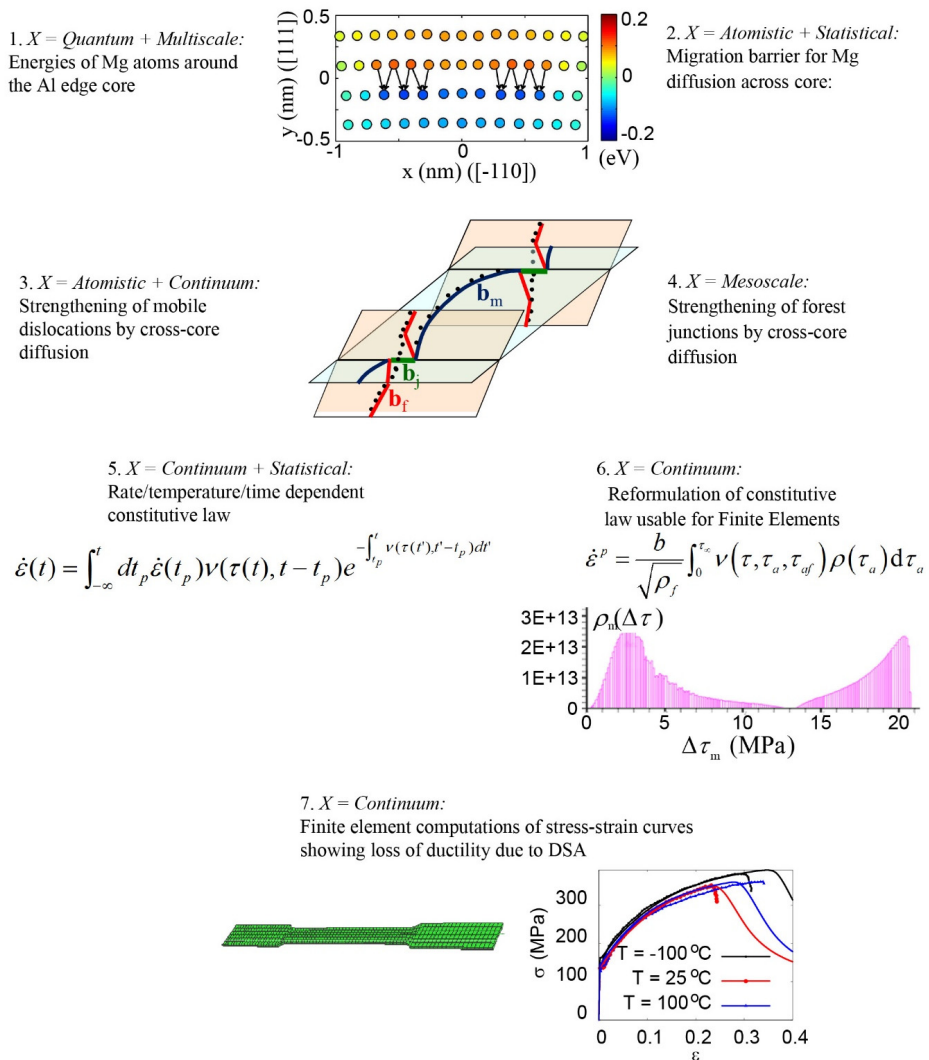 1. X = Quantum + Multiscale:
Energies of Mg atoms around
the Al edge core
0.5
0
-0.5
y (nm) ([111])
-1
0
1
x (nm) ([-110])
0.2
0
-0.2
(eV)
2. X = Atomistic + Statistical:
Migration barrier for Mg
diffusion across core:
3. X = Atomistic + Continuum:
Strengthening of mobile
dislocations by cross-core
diffusion
b_m
b_j
b_f
4. X = Mesoscale:
Strengthening of forest
junctions by cross-core
diffusion
5. X = Continuum + Statistical:
Rate/temperature/time dependent
constitutive law
ε̇(t) = ∫_{-∞}^{t} dt_p ε̇(t_p)ν(τ(t), t − t_p)e^{−∫_{t_p}^{t} ν(τ(t'),t'−t_p)dt'}
6. X = Continuum:
Reformulation of constitutive
law usable for Finite Elements
ε̇^p = b/√ρ_f ∫_0^{τ_∞} ν(τ,τ_a,τ_{af})ρ(τ_a)dτ_a
ρ_m(Δτ)
3E+13
2E+13
1E+13
0
0 5 10 15 20
Δτ_m (MPa)
7. X = Continuum:
Finite element computations of stress-strain curves
showing loss of ductility due to DSA
σ (MPa)
300
200
100
0
T = -100 °C
T = 25 °C
T = 100 °C
0 0.1 0.2 0.3 0.4
ε